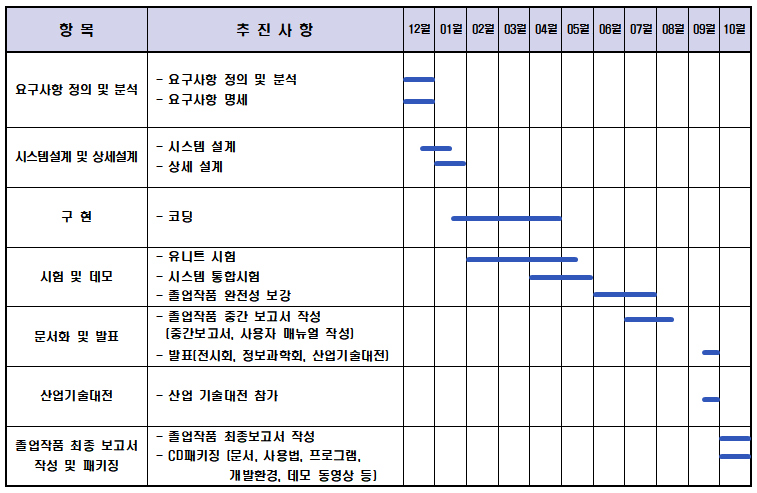 항 목 추 진 사 항 12월 01월 02월 03월 04월 05월 06월 07월 08월 09월 10월
요구사항 정의 및 분석
- 요구사항 정의 및 분석
- 요구사항 명세
시스템설계 및 상세설계
- 시스템 설계
- 상세 설계
구 현
- 코딩
시험 및 데모
- 유니트 시험
- 시스템 통합시험
- 졸업작품 완전성 보강
문서화 및 발표
- 졸업작품 중간 보고서 작성
(중간보고서, 사용자 매뉴얼 작성)
- 발표(전시회, 정보과학회, 산업기술대전)
산업기술대전
- 산업 기술대전 참가
졸업작품 최종 보고서
작성 및 패키징
- 졸업작품 최종보고서 작성
- CD패키징 (문서, 사용법, 프로그램,
개발환경, 데모 동영상 등)